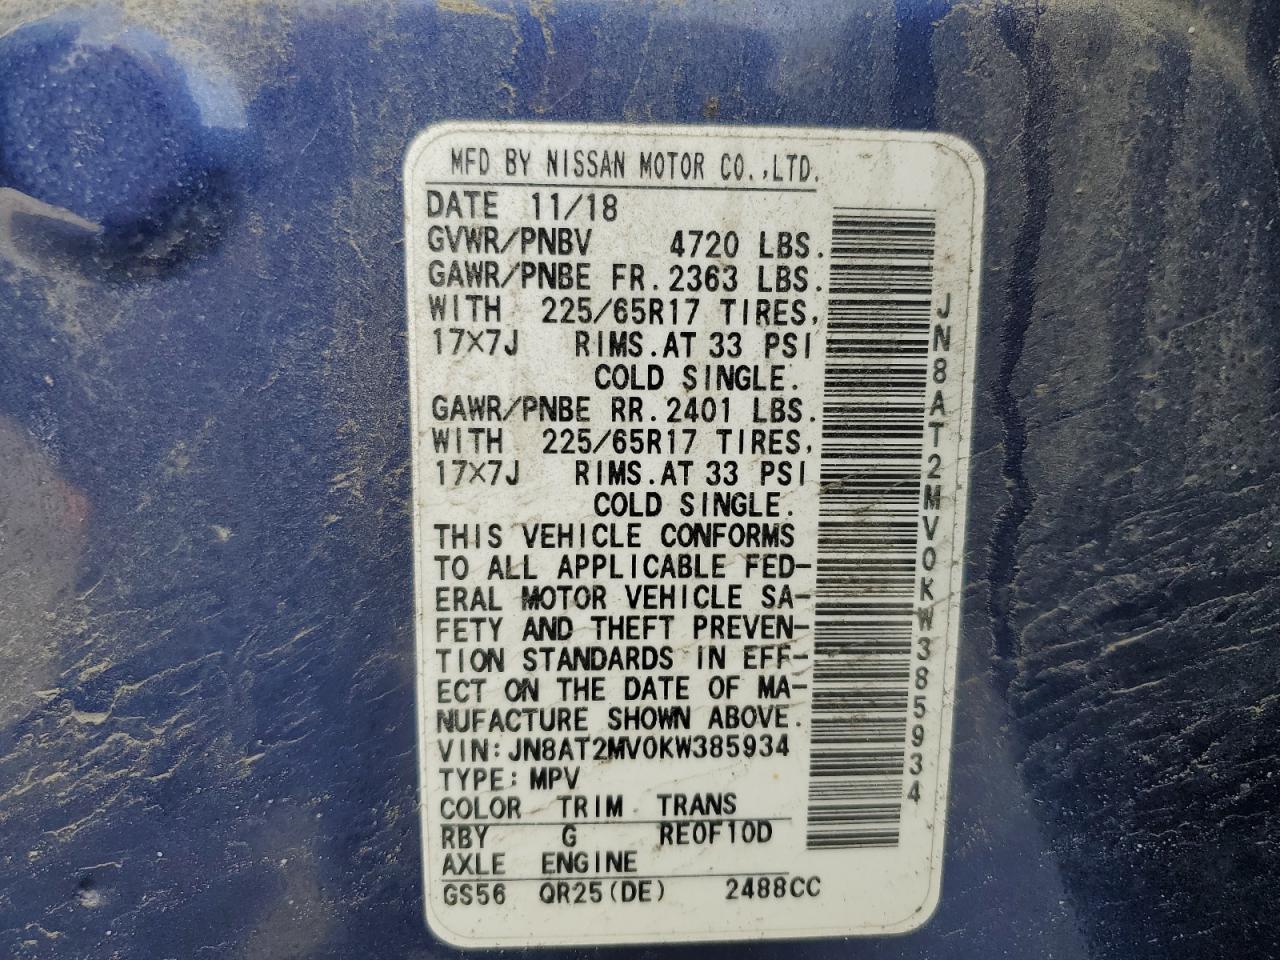 MFD BY NISSAN MOTOR CO.,LTD.
DATE 11/18
GVWR/PNBV 4720 LBS.
GAWR/PNBE FR.2363 LBS.
WITH 225/65R17 TIRES,
17X7J RIMS.AT 33 PSI
COLD SINGLE.
GAWR/PNBE RR.2401 LBS.
WITH 225/65R17 TIRES,
17X7J RIMS.AT 33 PSI
COLD SINGLE.
THIS VEHICLE CONFORMS
TO ALL APPLICABLE FED-
ERAL MOTOR VEHICLE SA-
FETY AND THEFT PREVEN-
TION STANDARDS IN EFF-
ECT ON THE DATE OF MA-
NUFACTURE SHOWN ABOVE.
VIN:JN8AT2MV0KW385934
TYPE:MPV
COLOR TRIM TRANS
RBY G RE0F10D
AXLE ENGINE
GS56 QR25(DE) 2488CC
JN8AT2MV0KW385934